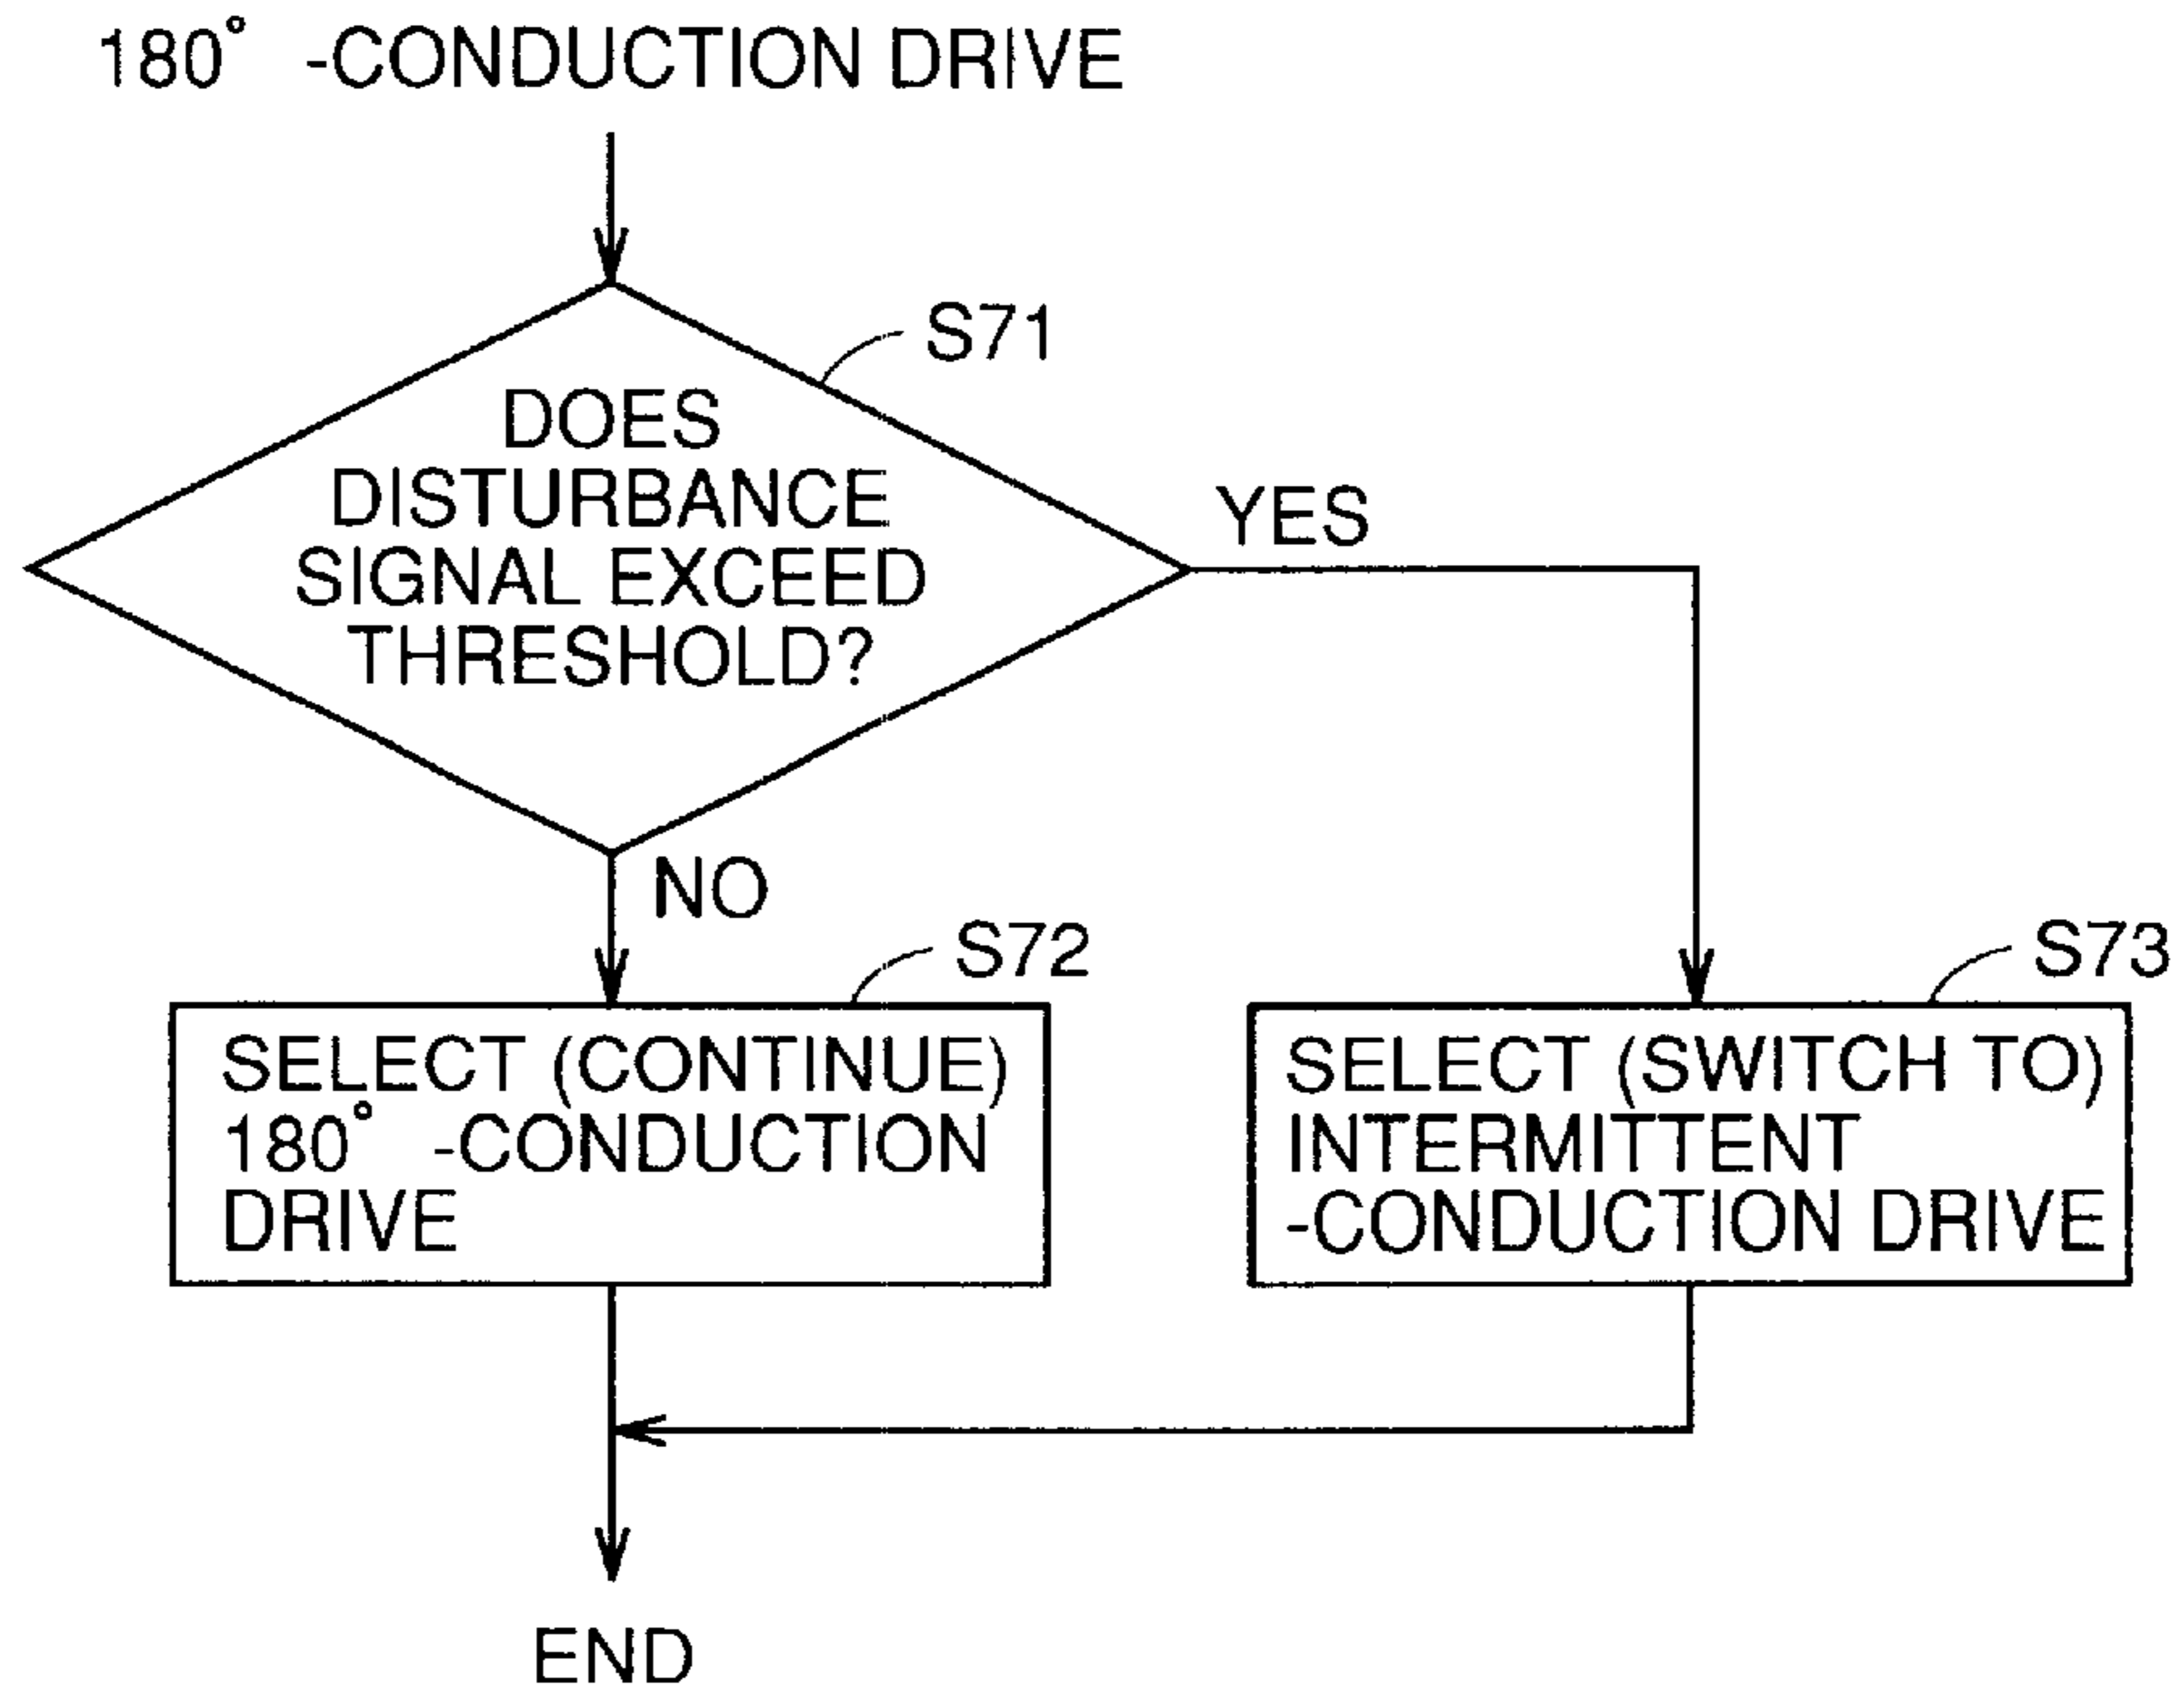 180° -CONDUCTION DRIVE
S71
DOES
DISTURBANCE
SIGNAL EXCEED
THRESHOLD?
YES
NO
S72
SELECT (CONTINUE)
180° -CONDUCTION
DRIVE
S73
SELECT (SWITCH TO)
INTERMITTENT
-CONDUCTION DRIVE
END